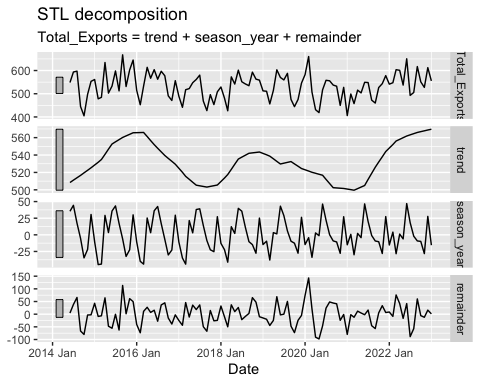 STL decomposition
Total_Exports = trend + season_year + remainder
600
500
400
Total_Exports
560
540
520
500
trend
50
25
0
-25
season_year
150
100
50
0
-50
-100
remainder
2014 Jan 2016 Jan 2018 Jan 2020 Jan 2022 Jan
Date